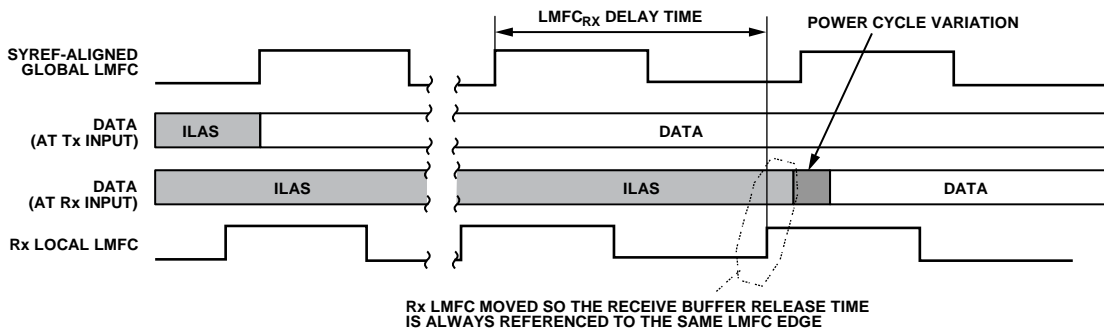 LMFCRX DELAY TIME
POWER CYCLE VARIATION
SYREF-ALIGNED
GLOBAL LMFC
DATA
(AT Tx INPUT)
ILAS
DATA
DATA
(AT Rx INPUT)
ILAS
ILAS
DATA
Rx LOCAL LMFC
Rx LMFC MOVED SO THE RECEIVE BUFFER RELEASE TIME
IS ALWAYS REFERENCED TO THE SAME LMFC EDGE